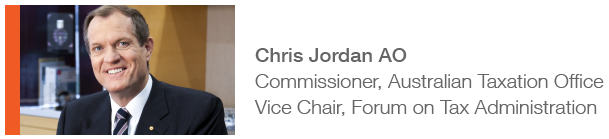 Chris Jordan AO
Commissioner, Australian Taxation Office
Vice Chair, Forum on Tax Administration